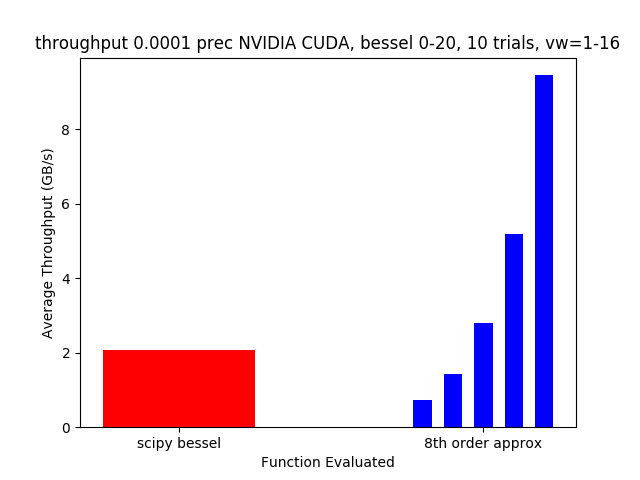 throughput 0.0001 prec NVIDIA CUDA, bessel 0-20, 10 trials, vw=1-16
Average Throughput (GB/s)
8
6
4
2
0
scipy bessel
8th order approx
Function Evaluated